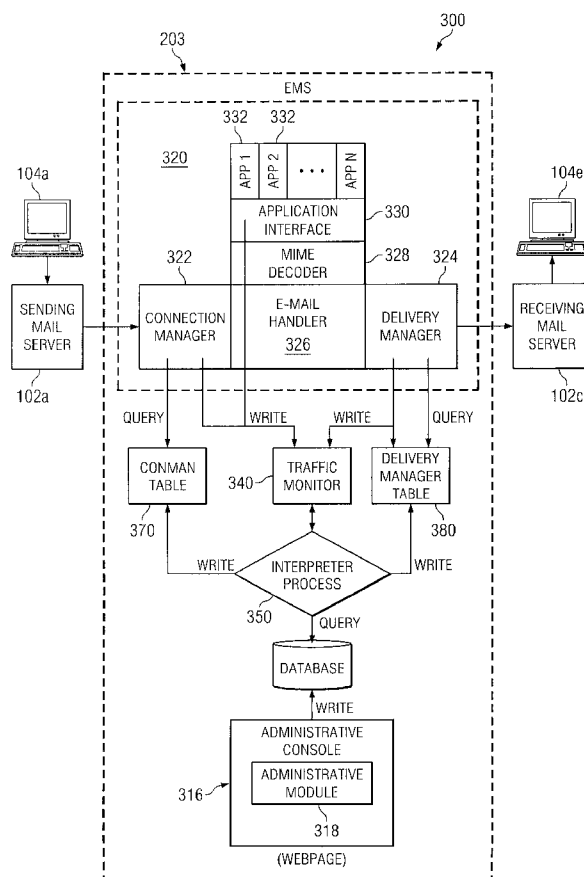 300
203
EMS
332
332
320
APP 1
APP 2
• • •
APP N
104a
104e
APPLICATION
INTERFACE
330
322
MIME
DECODER
328
324
SENDING
MAIL
SERVER
CONNECTION
MANAGER
E-MAIL
HANDLER
326
DELIVERY
MANAGER
RECEIVING
MAIL
SERVER
102a
102c
QUERY
WRITE
WRITE
QUERY
CONMAN
TABLE
340
TRAFFIC
MONITOR
DELIVERY
MANAGER
TABLE
370
380
WRITE
INTERPRETER
PROCESS
WRITE
350
QUERY
DATABASE
WRITE
ADMINISTRATIVE
CONSOLE
316
ADMINISTRATIVE
MODULE
318
(WEBPAGE)